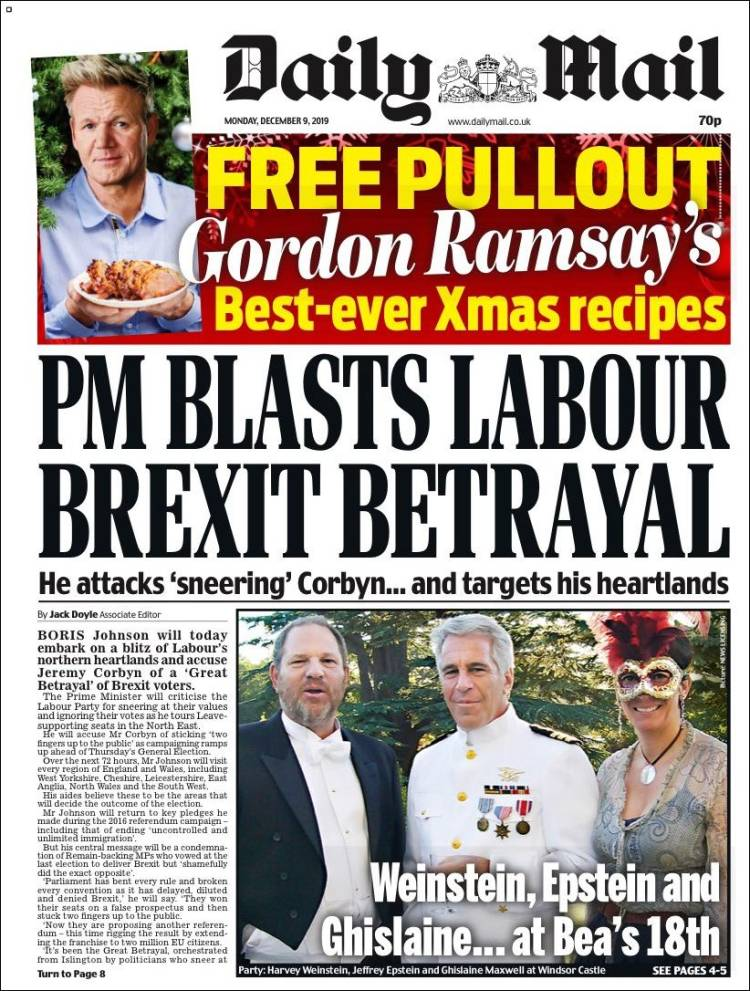 Daily Mail
MONDAY, DECEMBER 9, 2019
www.dailymail.co.uk
70p
FREE PULLOUT
Gordon Ramsay's
Best-ever Xmas recipes
PM BLASTS LABOUR
BREXIT BETRAYAL
He attacks ‘sneering’ Corbyn... and targets his heartlands
By Jack Doyle Associate Editor
BORIS Johnson will today
embark on a blitz of Labour’s
northern heartlands and accuse
Jeremy Corbyn of a ‘Great
Betrayal’ of Brexit voters.
The Prime Minister will criticise the
Labour Party for sneering at their values
and ignoring their votes as he tours Leave-
supporting seats in the North East.
He will accuse Mr Corbyn of sticking ‘two
fingers up to the public’ as campaigning ramps
up ahead of Thursday’s General Election.
Over the next 72 hours, Mr Johnson will visit
every region of England and Wales, including
West Yorkshire, Cheshire, Leicestershire, East
Anglia, North Wales and the South West.
His aides believe these to be the areas that
will decide the outcome of the election.
Mr Johnson will return to key pledges he
made during the 2016 referendum campaign –
including that of ending ‘uncontrolled and
unlimited immigration’.
But his central message will be a condemna-
tion of Remain-backing MPs who vowed at the
last election to deliver Brexit but ‘shamefully
did the exact opposite’.
‘Parliament has bent every rule and broken
every convention as it has delayed, diluted
and denied Brexit,’ he will say. ‘They won
their seats on a false prospectus and then
stuck two fingers up to the public.
‘Now they are proposing another referen-
dum – this time rigging the result by extend-
ing the franchise to two million EU citizens.
‘It’s been the Great Betrayal, orchestrated
from Islington by politicians who sneer at
Turn to Page 8
Picture: NEWS LICENSING
Weinstein, Epstein and
Ghislaine... at Bea’s 18th
Party: Harvey Weinstein, Jeffrey Epstein and Ghislaine Maxwell at Windsor Castle
SEE PAGES 4-5